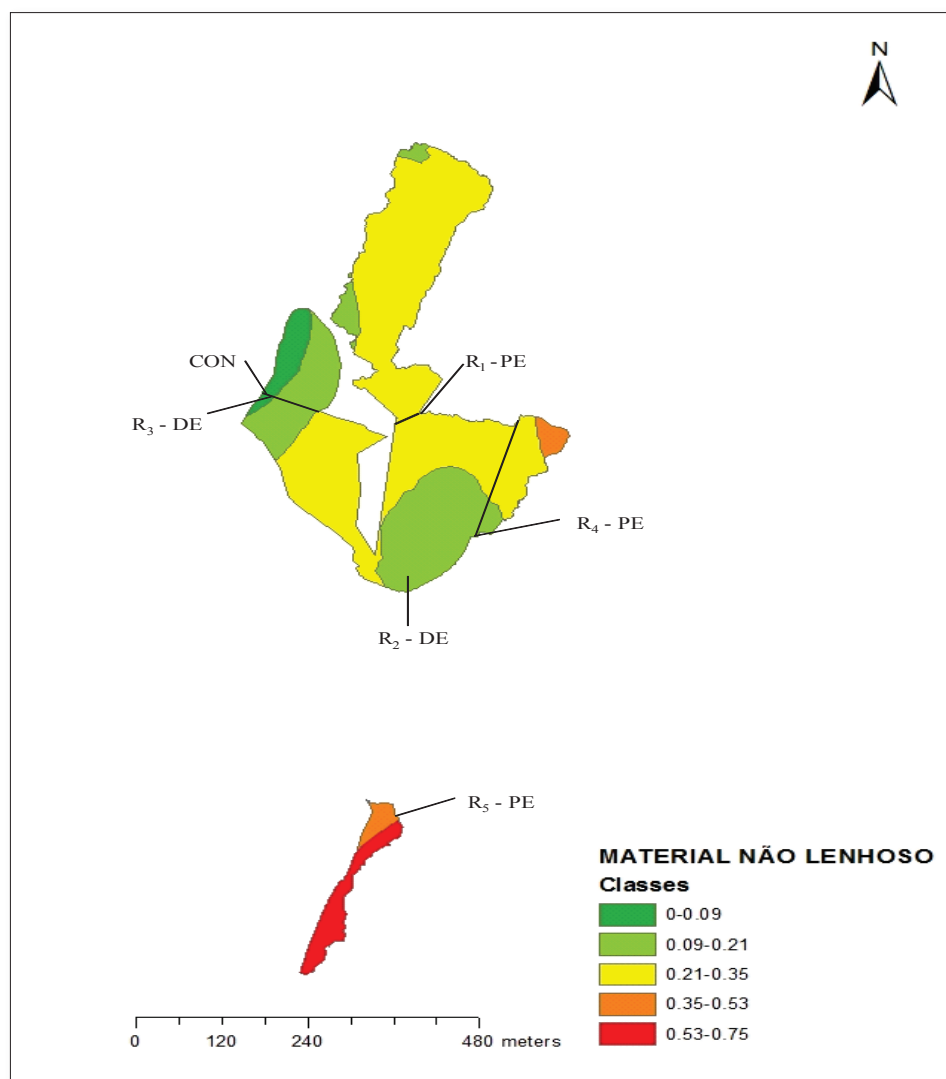 N
CON
R₁ - PE
R₃ - DE
R₄ - PE
R₂ - DE
R₅ - PE
MATERIAL NÃO LENHOSO
Classes
0-0.09
0.09-0.21
0.21-0.35
0.35-0.53
0.53-0.75
0 120 240 480 meters